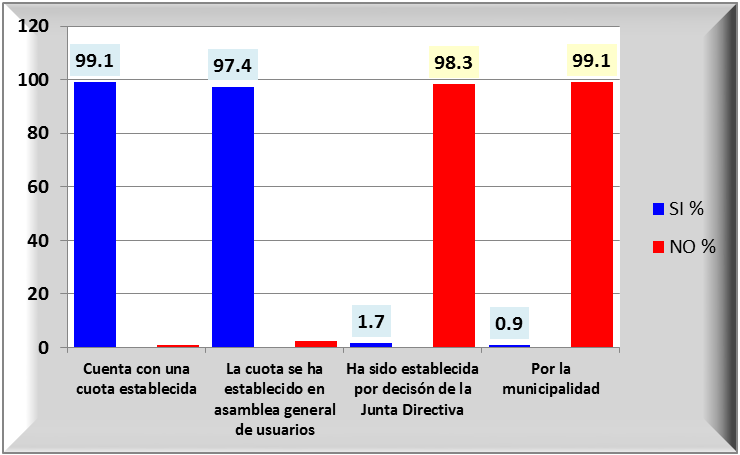 120
100
80
60
40
20
0
99.1
97.4
1.7
98.3
0.9
99.1
Cuenta con una
cuota establecida
La cuota se ha
establecido en
asamblea general
de usuarios
Ha sido establecida
por decisón de la
Junta Directiva
Por la
municipalidad
SI %
NO %